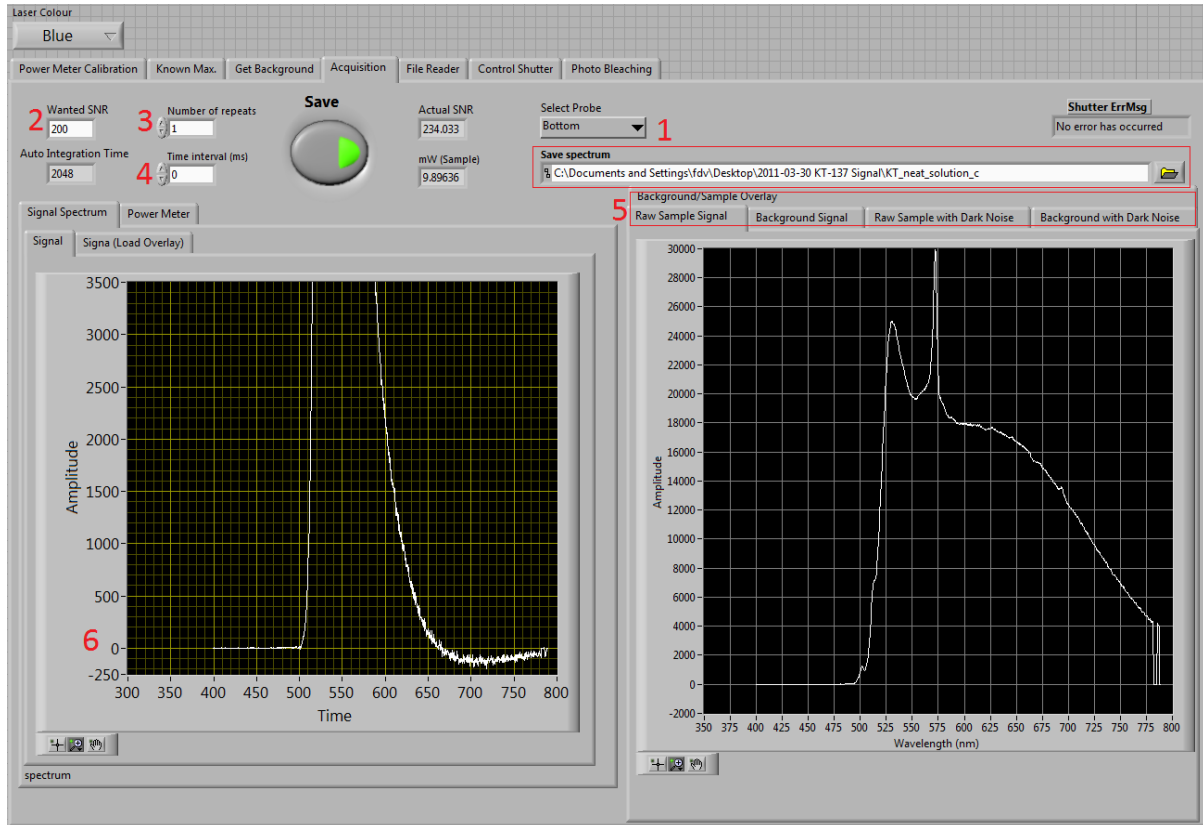 Laser Colour
Blue
Power Meter Calibration Known Max. Get Background Acquisition File Reader Control Shutter Photo Bleaching
2 Wanted SNR
200
3 Number of repeats
1
Save
Actual SNR
234.033
Select Probe
Bottom
1
Shutter ErrMsg
No error has occurred
Auto Integration Time
2048
4 Time interval (ms)
0
mW (Sample)
9.89636
Save spectrum
C:\Documents and Settings\fdv\Desktop\2011-03-30 KT-137 Signal\KT_neat_solution_c
Signal Spectrum Power Meter
Signal Signa (Load Overlay)
3500
3000
2500
2000
1500
1000
500
6 0
-250
Amplitude
300 350 400 450 500 550 600 650 700 750 800
Time
spectrum
5
Background/Sample Overlay
Raw Sample Signal Background Signal Raw Sample with Dark Noise Background with Dark Noise
30000
28000
26000
24000
22000
20000
18000
16000
14000
12000
10000
8000
6000
4000
2000
0
-2000
Amplitude
350 375 400 425 450 475 500 525 550 575 600 625 650 675 700 725 750 775 800
Wavelength (nm)